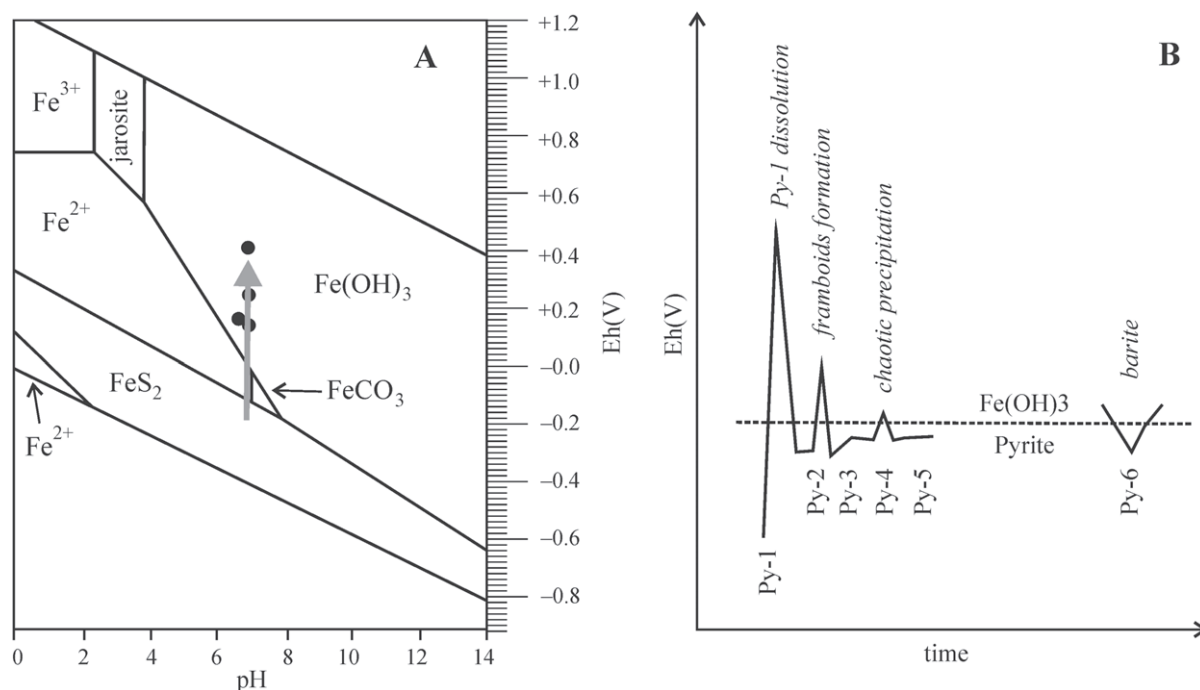 A
Fe3+
jarosite
Fe2+
Fe(OH)3
FeS2
FeCO3
Fe2+
+1.2
+1.0
+0.8
+0.6
+0.4
+0.2
–0.0
–0.2
–0.4
–0.6
–0.8
Eh(V)
0 2 4 6 8 10 12 14
pH
B
Eh(V)
Py-1 dissolution
framboids formation
chaotic precipitation
barite
Fe(OH)3
Pyrite
Py-1
Py-2
Py-3
Py-4
Py-5
Py-6
time